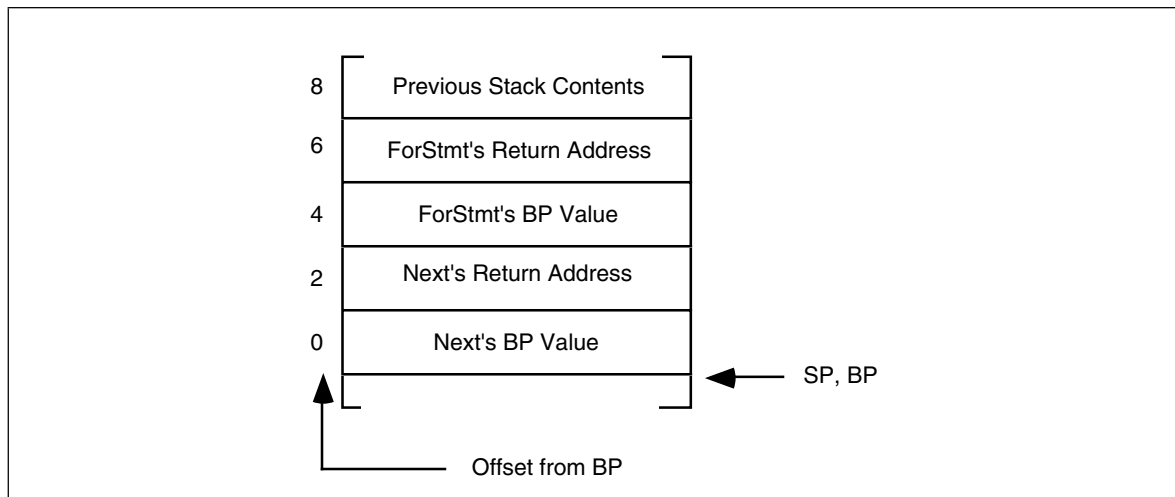 8 Previous Stack Contents
6 ForStmt's Return Address
4 ForStmt's BP Value
2 Next's Return Address
0 Next's BP Value
SP, BP
Offset from BP